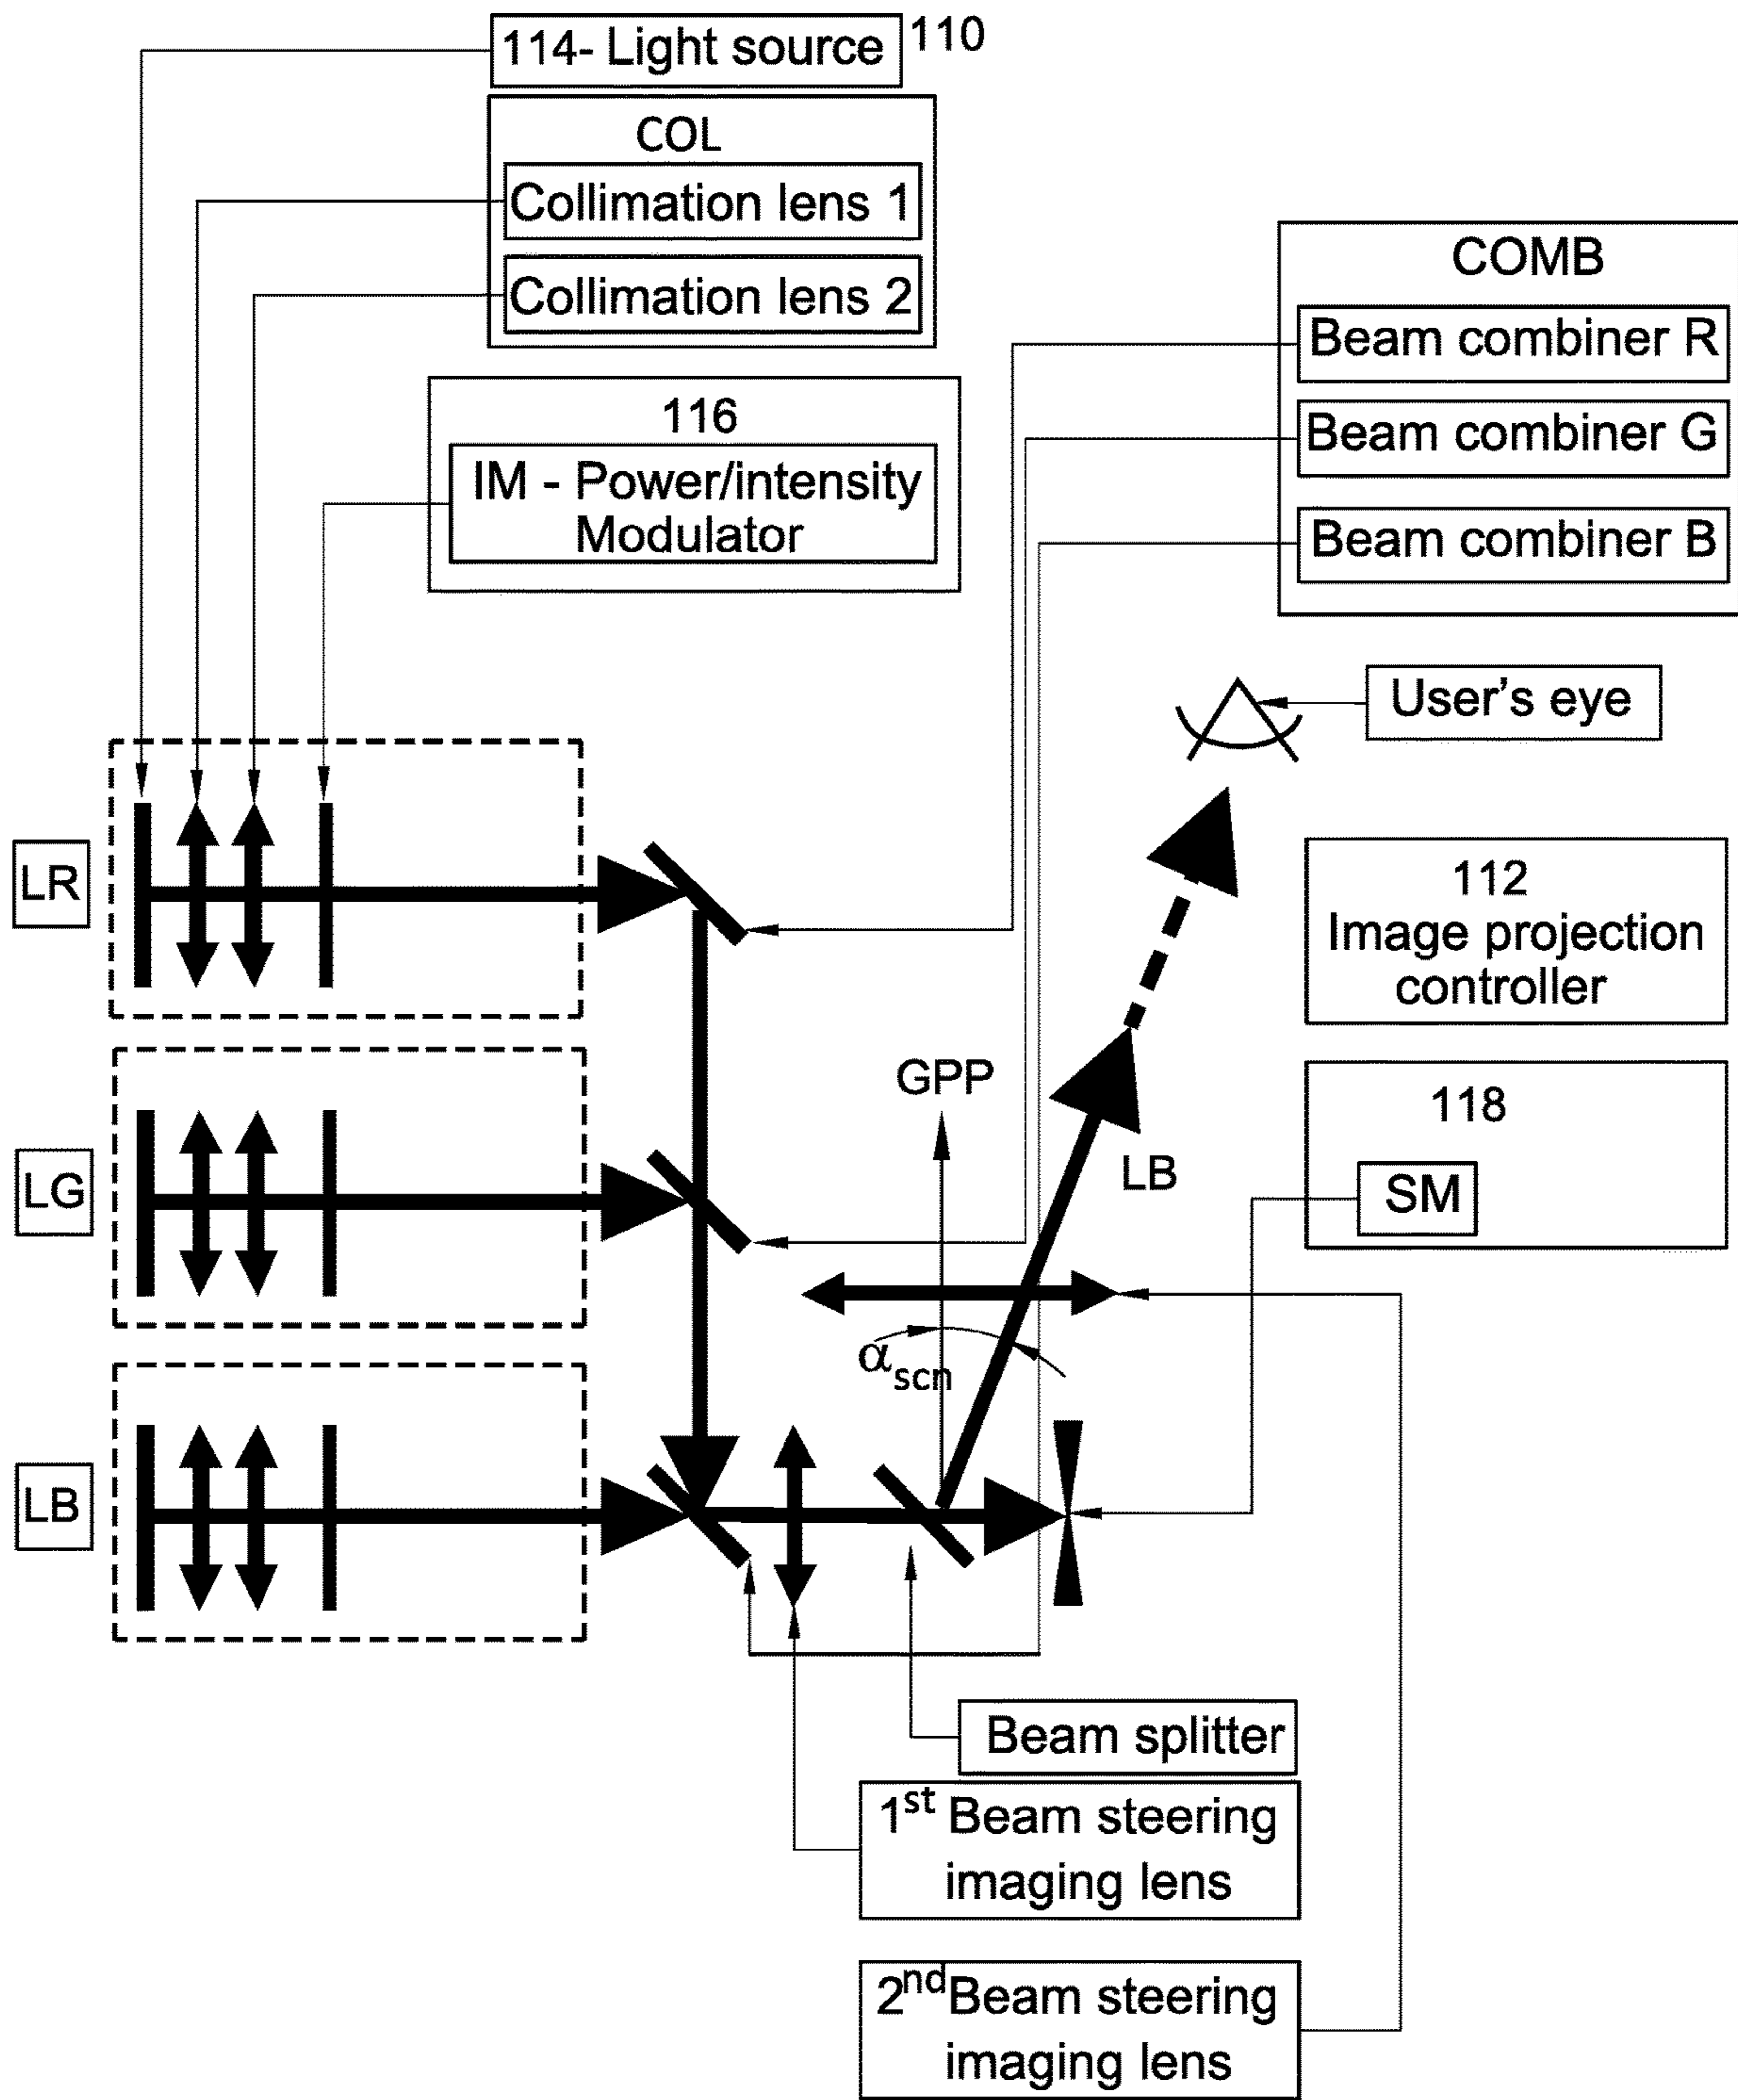 114- Light source
110
COL
Collimation lens 1
Collimation lens 2
COMB
Beam combiner R
Beam combiner G
Beam combiner B
116
IM - Power/intensity
Modulator
User's eye
LR
112
Image projection
controller
GPP
118
LB
SM
LG
αscn
LB
Beam splitter
1st Beam steering
imaging lens
2nd Beam steering
imaging lens